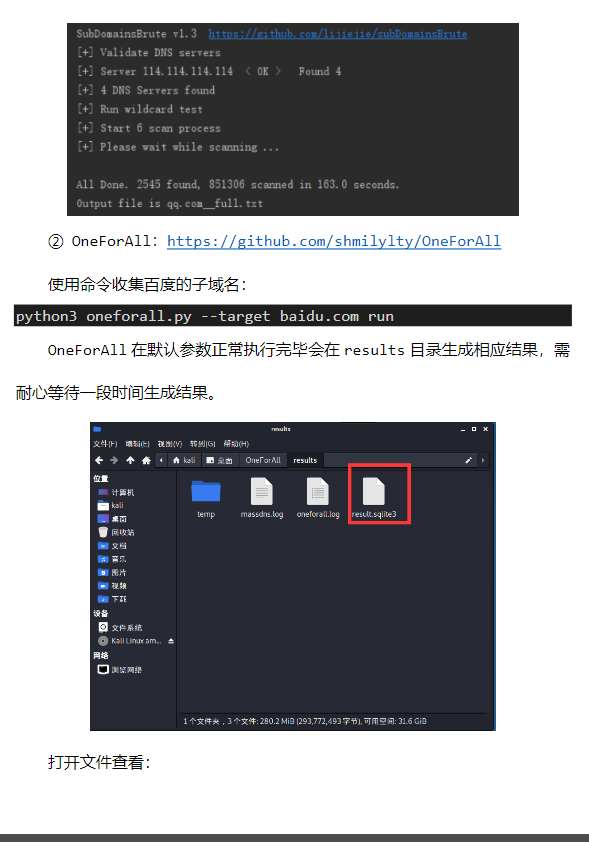 SubDomainsBrute v1.3 https://github.com/lijiejie/subDomainsBrute
[+] Validate DNS servers
[+] Server 114.114.114.114 < OK > Found 4
[+] 4 DNS Servers found
[+] Run wildcard test
[+] Start 6 scan process
[+] Please wait while scanning ...
All Done. 2545 found, 851306 scanned in 163.0 seconds.
Output file is qq.com__full.txt
② OneForAll：https://github.com/shmilylty/OneForAll
使用命令收集百度的子域名：
python3 oneforall.py --target baidu.com run
OneForAll 在默认参数正常执行完毕会在 results 目录生成相应结果，需
耐心等待一段时间生成结果。
results
文件(F) 编辑(E) 视图(V) 转到(G) 帮助(H)
kali 桌面 OneForAll results
位置
计算机
kali
桌面
回收站
文档
音乐
图片
视频
下载
设备
文件系统
Kali Linux am...
网络
浏览网络
temp massdns.log oneforall.log result.sqlite3
1 个文件夹，3 个文件: 280.2 MiB (293,772,493 字节), 可用空间: 31.6 GiB
打开文件查看：